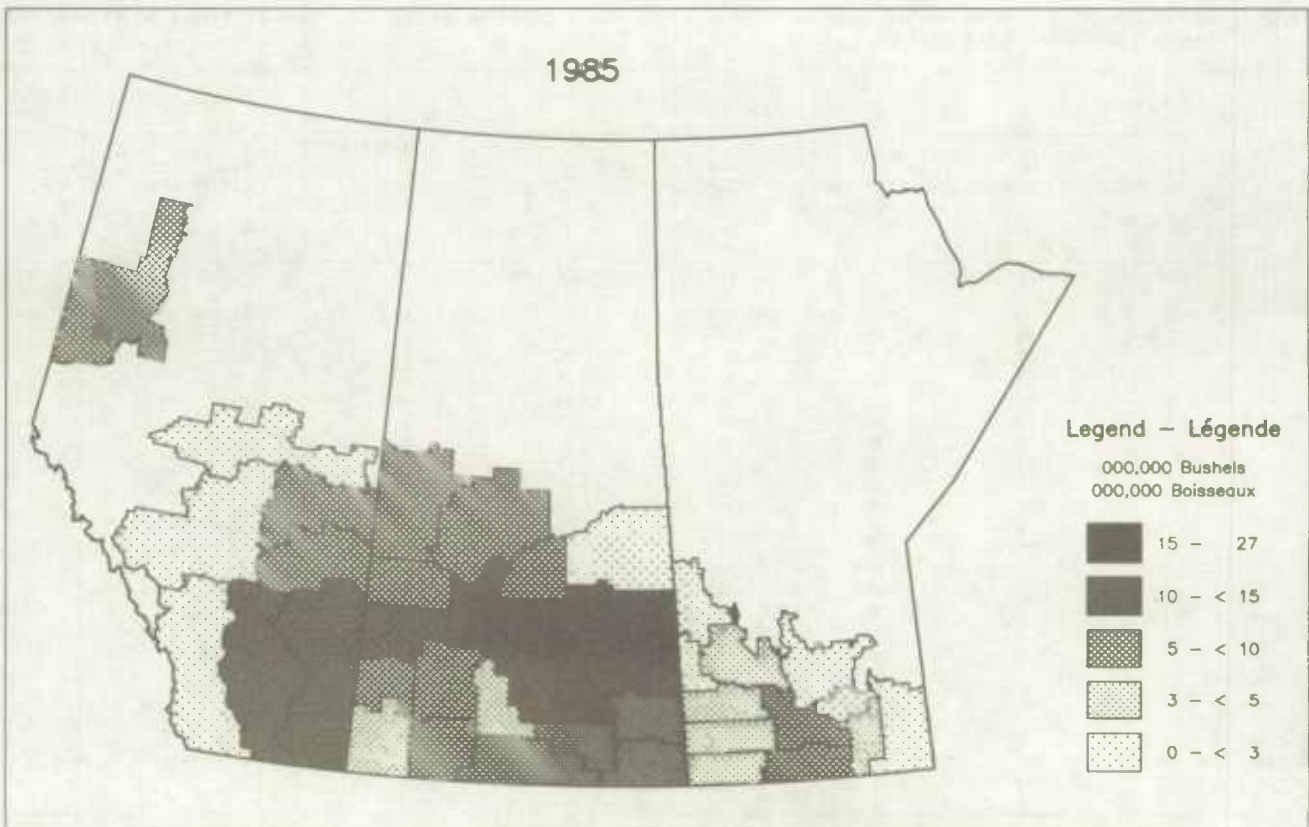 1985
Legend – Légende
000,000 Bushels
000,000 Boisseaux
15 – 27
10 – < 15
5 – < 10
3 – < 5
0 – < 3